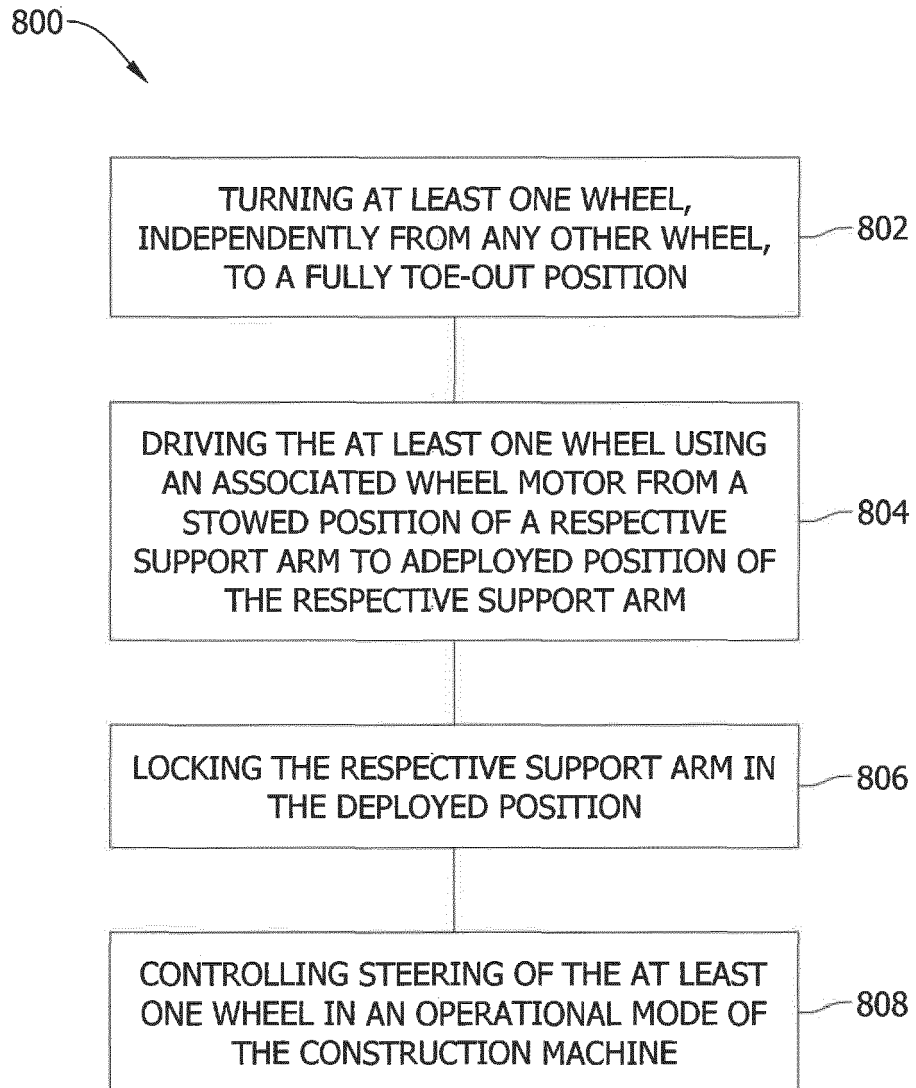 800
TURNING AT LEAST ONE WHEEL,
INDEPENDENTLY FROM ANY OTHER WHEEL,
TO A FULLY TOE-OUT POSITION
802
DRIVING THE AT LEAST ONE WHEEL USING
AN ASSOCIATED WHEEL MOTOR FROM A
STOWED POSITION OF A RESPECTIVE
SUPPORT ARM TO ADEPLOYED POSITION OF
THE RESPECTIVE SUPPORT ARM
804
LOCKING THE RESPECTIVE SUPPORT ARM IN
THE DEPLOYED POSITION
806
CONTROLLING STEERING OF THE AT LEAST
ONE WHEEL IN AN OPERATIONAL MODE OF
THE CONSTRUCTION MACHINE
808